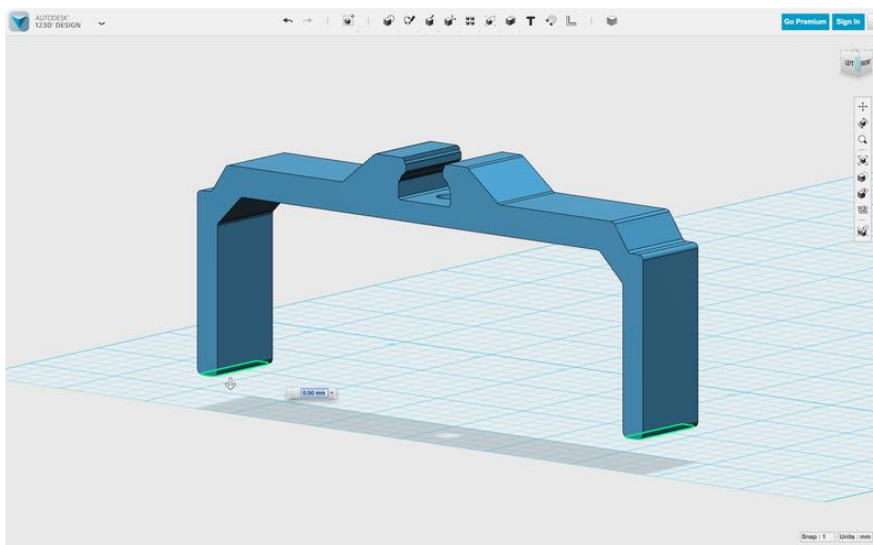 AUTODESK®
123D® DESIGN
Go Premium
Sign In
0.00 mm
Snap : 1
Units : mm